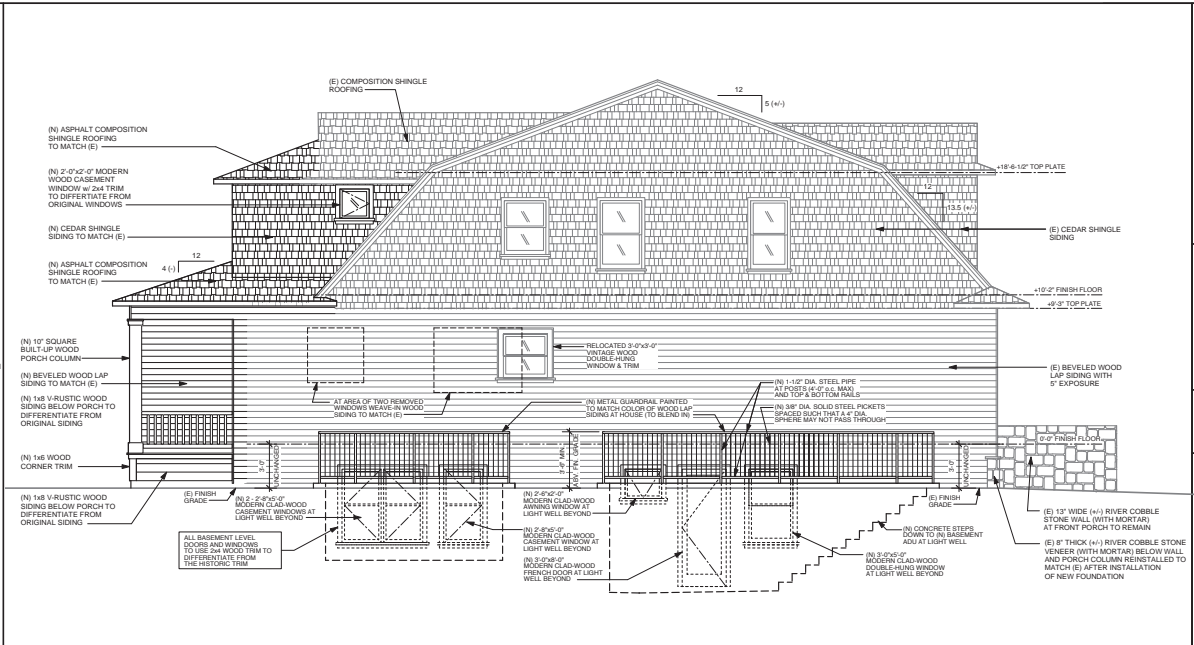 (E) COMPOSITION SHINGLE
ROOFING
12
5 (+/-)
(N) ASPHALT COMPOSITION
SHINGLE ROOFING
TO MATCH (E)
(N) 2'-0"x2'-0" MODERN
WOOD CASEMENT
WINDOW w/ 2x4 TRIM
TO DIFFERTIATE FROM
ORIGINAL WINDOWS
(N) CEDAR SHINGLE
SIDING TO MATCH (E)
(N) ASPHALT COMPOSITION
SHINGLE ROOFING
TO MATCH (E)
12
4 (-)
+18'-6-1/2" TOP PLATE
12
13.5 (+/-)
(E) CEDAR SHINGLE
SIDING
+10'-2" FINISH FLOOR
+9'-3" TOP PLATE
(N) 10" SQUARE
BUILT-UP WOOD
PORCH COLUMN
(N) BEVELED WOOD LAP
SIDING TO MATCH (E)
(N) 1x8 V-RUSTIC WOOD
SIDING BELOW PORCH TO
DIFFERENTIATE FROM
ORIGINAL SIDING
(N) 1x6 WOOD
CORNER TRIM
(N) 1x8 V-RUSTIC WOOD
SIDING BELOW PORCH TO
DIFFERENTIATE FROM
ORIGINAL SIDING
RELOCATED 3'-0"x3'-0"
VINTAGE WOOD
DOUBLE-HUNG
WINDOW & TRIM
AT AREA OF TWO REMOVED
WINDOWS WEAVE-IN WOOD
SIDING TO MATCH (E)
(N) METAL GUARDRAIL PAINTED
TO MATCH COLOR OF WOOD LAP
SIDING AT HOUSE (TO BLEND IN)
(N) 1-1/2" DIA. STEEL PIPE
AT POSTS (4'-0" o.c. MAX)
AND TOP & BOTTOM RAILS
(N) 3/8" DIA. SOLID STEEL PICKETS
SPACED SUCH THAT A 4" DIA.
SPHERE MAY NOT PASS THROUGH
(E) BEVELED WOOD
LAP SIDING WITH
5" EXPOSURE
0'-0" FINISH FLOOR
3'-0"
UNCHANGED
3'-6" MIN.
ABV. FIN. GRADE
3'-0"
UNCHANGED
(E) FINISH
GRADE
(N) 2 - 2'-8"x5'-0"
MODERN CLAD-WOOD
CASEMENT WINDOWS AT
LIGHT WELL BEYOND
ALL BASEMENT LEVEL
DOORS AND WINDOWS
TO USE 2x4 WOOD TRIM TO
DIFFERENTIATE FROM
THE HISTORIC TRIM
(N) 2'-6"x2'-0"
MODERN CLAD-WOOD
AWNING WINDOW AT
LIGHT WELL BEYOND
(N) 2'-8"x5'-0"
MODERN CLAD-WOOD
CASEMENT WINDOW AT
LIGHT WELL BEYOND
(N) 3'-0"x8'-0"
MODERN CLAD-WOOD
FRENCH DOOR AT LIGHT
WELL BEYOND
(E) FINISH
GRADE
(N) CONCRETE STEPS
DOWN TO (N) BASEMENT
ADU AT LIGHT WELL
(N) 3'-0"x5'-0"
MODERN CLAD-WOOD
DOUBLE-HUNG WINDOW
AT LIGHT WELL BEYOND
(E) 13" WIDE (+/-) RIVER COBBLE
STONE WALL (WITH MORTAR)
AT FRONT PORCH TO REMAIN
(E) 8" THICK (+/-) RIVER COBBLE STONE
VENEER (WITH MORTAR) BELOW WALL
AND PORCH COLUMN REINSTALLED TO
MATCH (E) AFTER INSTALLATION
OF NEW FOUNDATION